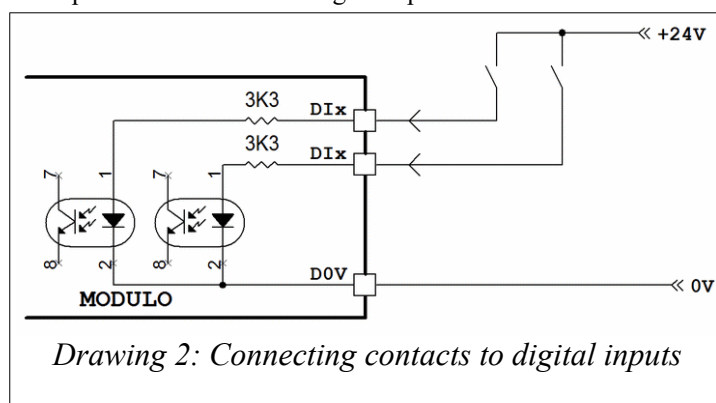 +24V
3K3
DIx
3K3
DIx
7
1
7
1
8
2
8
2
D0V
0V
MODULO
Drawing 2: Connecting contacts to digital inputs